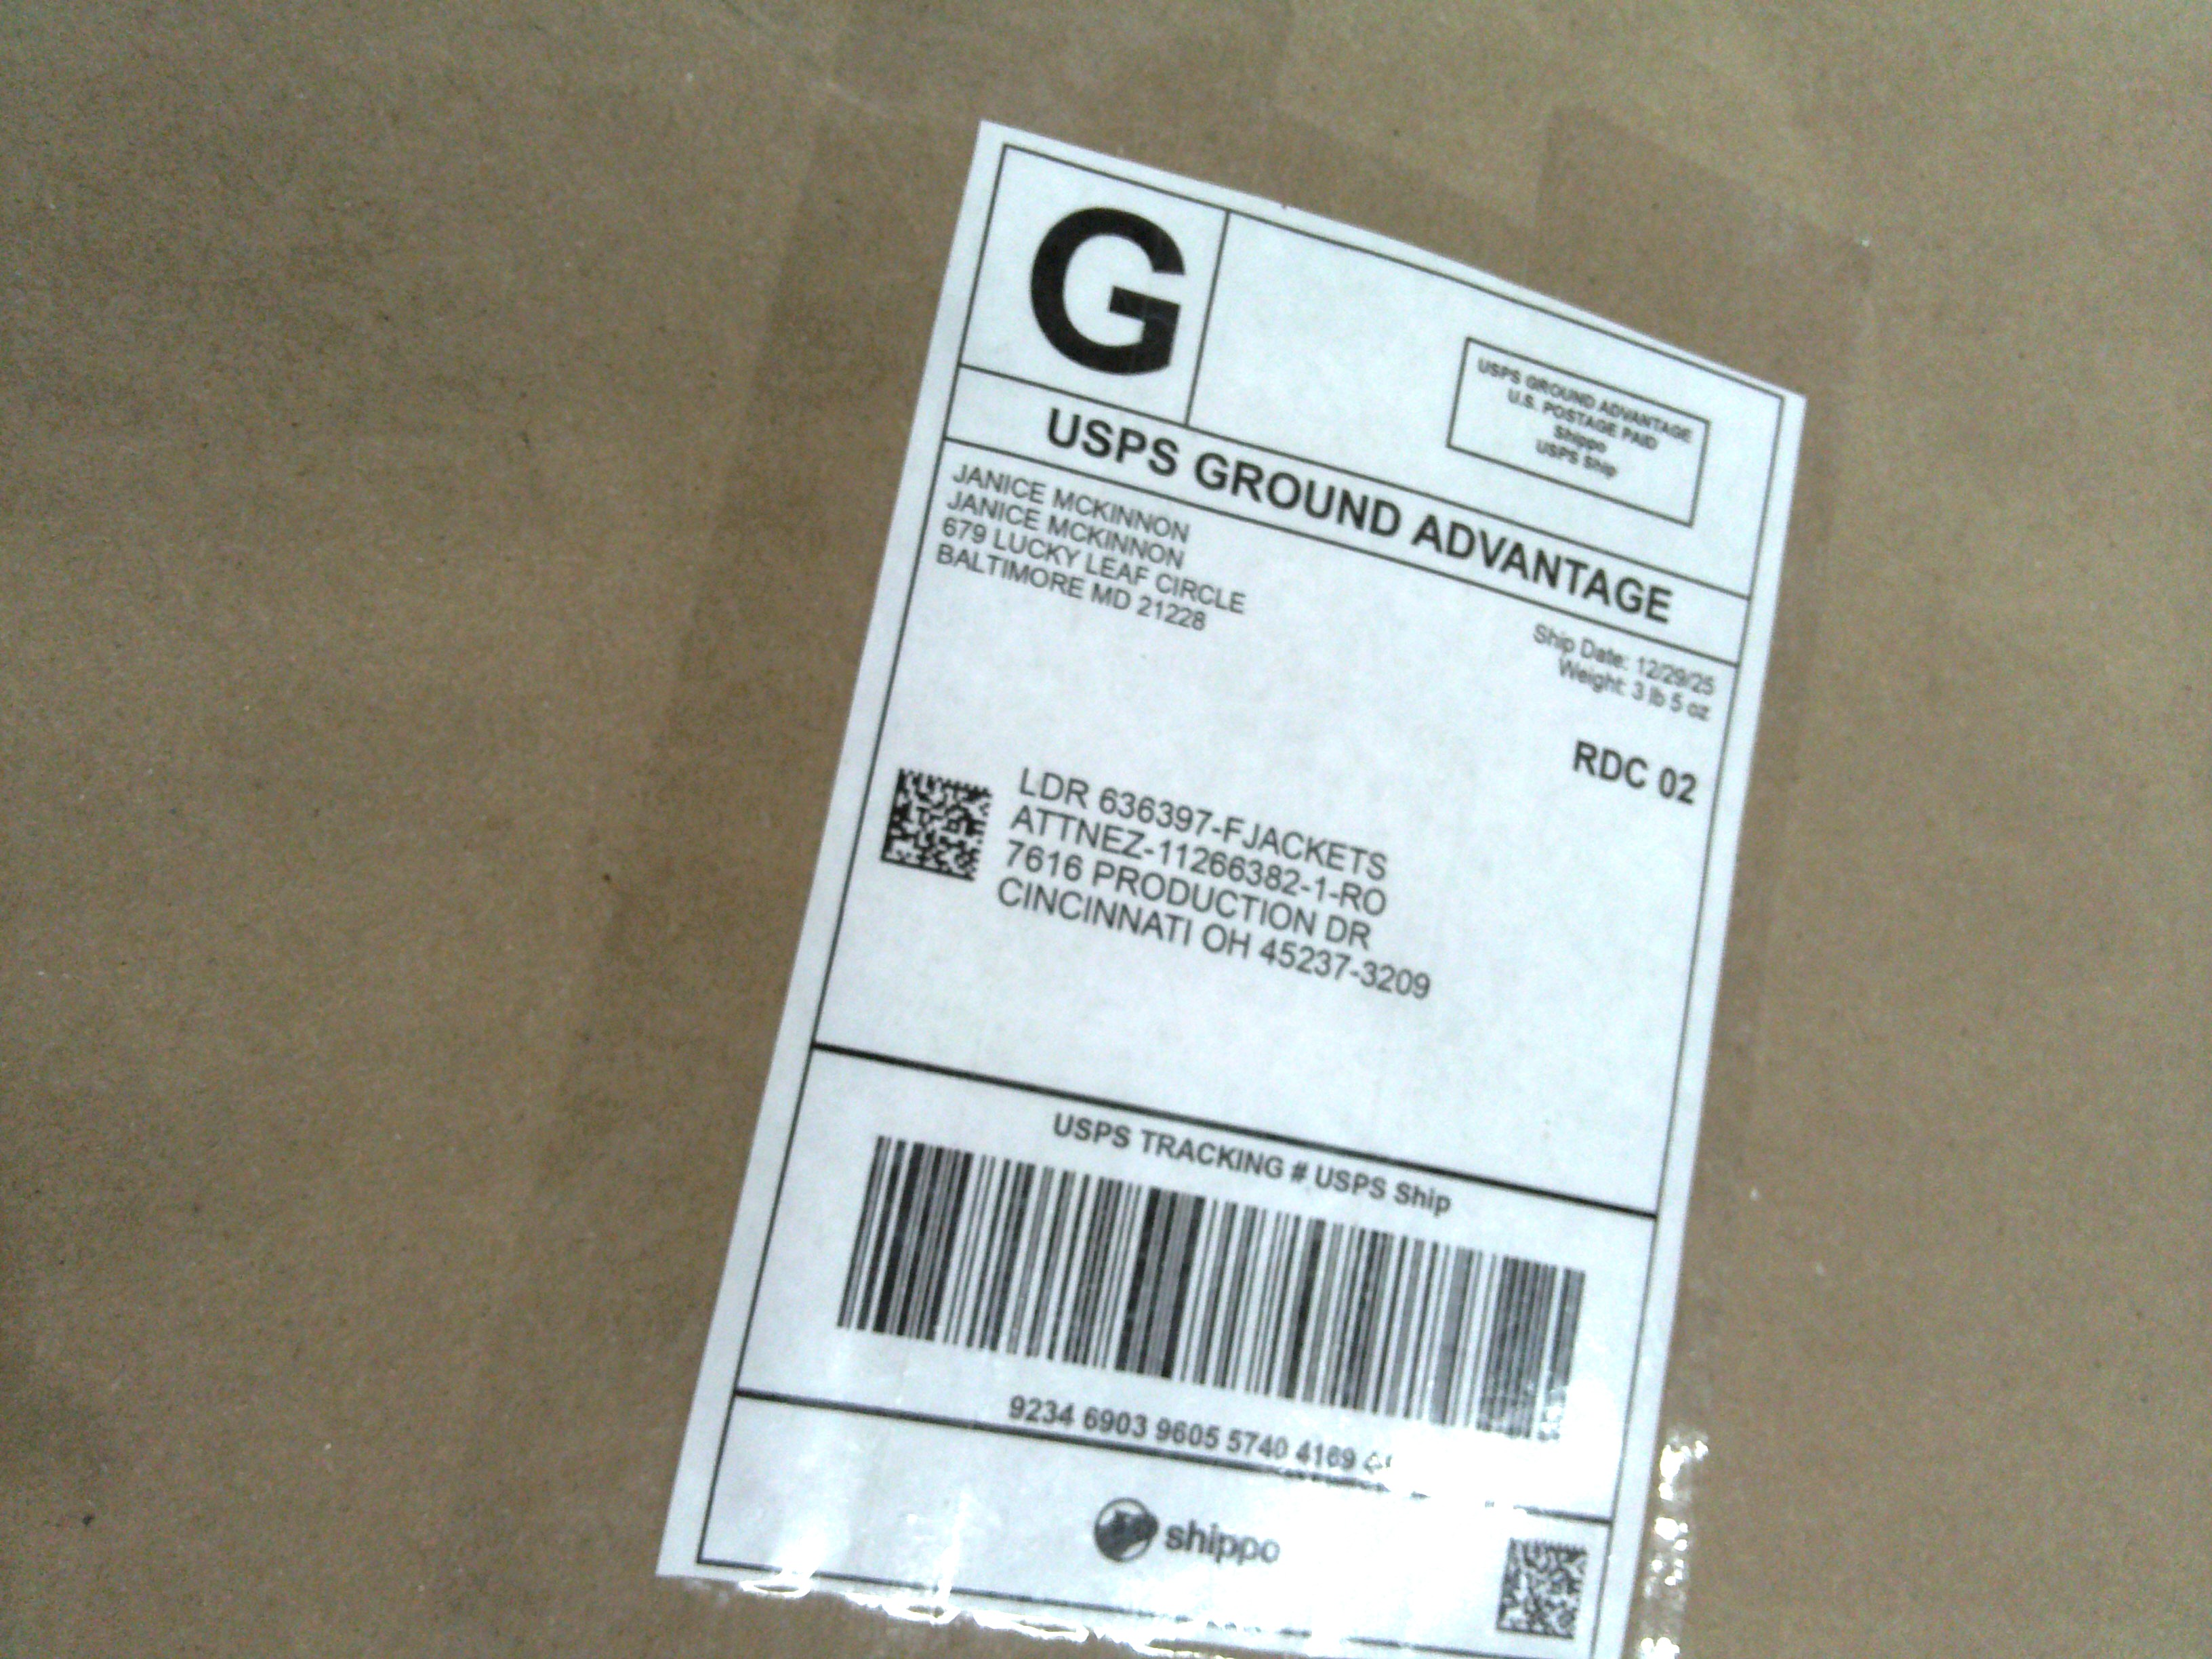 G
USPS GROUND ADVANTAGE
U.S. POSTAGE PAID
Shippo
USPS Ship
USPS GROUND ADVANTAGE
JANICE MCKINNON
JANICE MCKINNON
679 LUCKY LEAF CIRCLE
BALTIMORE MD 21228
Ship Date: 12/29/25
Weight: 3 lb 5 oz
RDC 02
LDR 636397-FJACKETS
ATTNEZ-11266382-1-RO
7616 PRODUCTION DR
CINCINNATI OH 45237-3209
USPS TRACKING # USPS Ship
9234 6903 9605 5740 4169
shippo